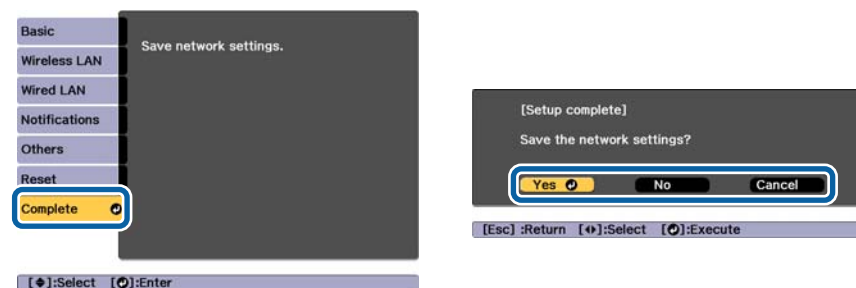 Basic
Wireless LAN
Wired LAN
Notifications
Others
Reset
Complete
Save network settings.
[◆]:Select [⏎]:Enter
[Setup complete]
Save the network settings?
Yes No Cancel
[Esc] :Return [◀▶]:Select [⏎]:Execute